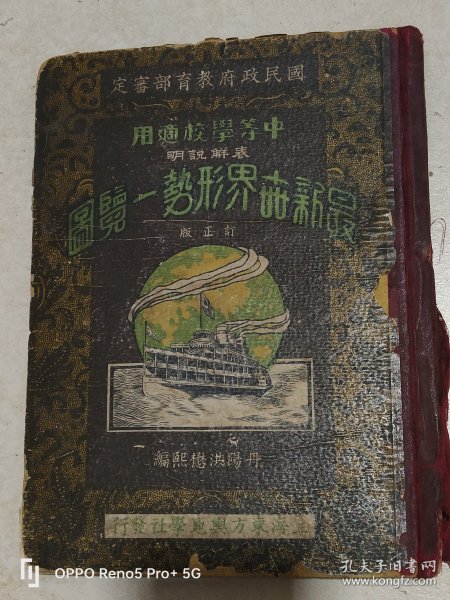 國民政府教育部審定
中等學校適用
表解說明
最新世界形勢一覽圖
訂正版
丹陽洪懋熙編
上海東方輿地學社發行
OPPO Reno5 Pro+ 5G
孔夫子旧书网
www.kongfz.com